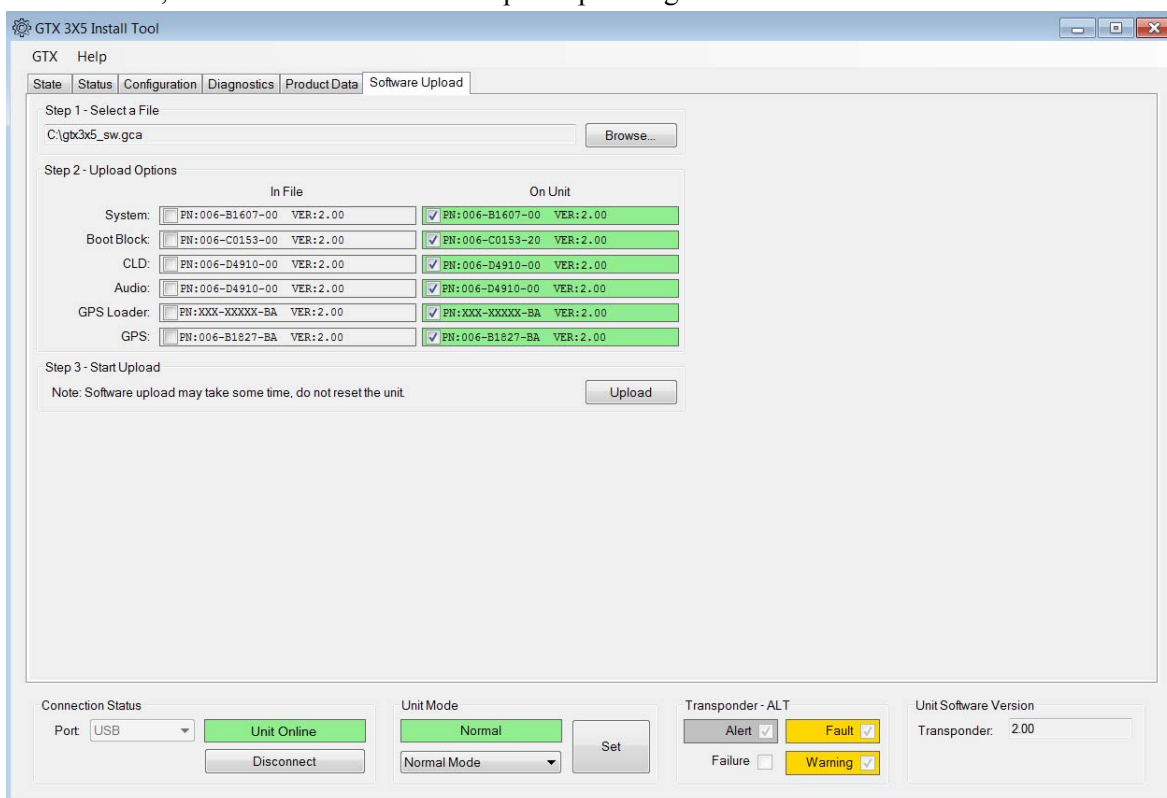 GTX 3X5 Install Tool
GTX Help
State Status Configuration Diagnostics Product Data Software Upload
Step 1 - Select a File
C:\gtx3x5_sw.gca Browse...
Step 2 - Upload Options
In File On Unit
System: PN:006-B1607-00 VER:2.00 PN:006-B1607-00 VER:2.00
Boot Block: PN:006-C0153-00 VER:2.00 PN:006-C0153-20 VER:2.00
CLD: PN:006-D4910-00 VER:2.00 PN:006-D4910-00 VER:2.00
Audio: PN:006-D4910-00 VER:2.00 PN:006-D4910-00 VER:2.00
GPS Loader: PN:XXX-XXXXX-BA VER:2.00 PN:XXX-XXXXX-BA VER:2.00
GPS: PN:006-B1827-BA VER:2.00 PN:006-B1827-BA VER:2.00
Step 3 - Start Upload
Note: Software upload may take some time, do not reset the unit. Upload
Connection Status Unit Mode Transponder - ALT Unit Software Version
Port: USB Unit Online Normal Set Alert Fault Transponder: 2.00
Disconnect Normal Mode Failure Warning